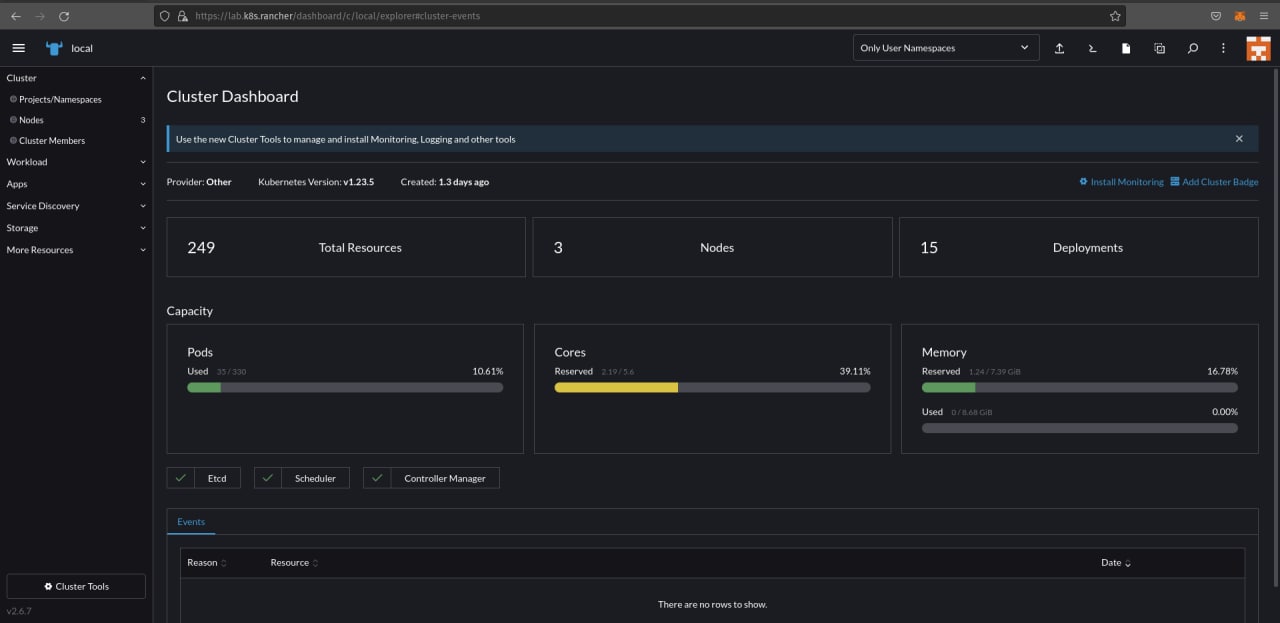 https://lab.k8s.rancher/dashboard/c/local/explorer#cluster-events
local
Only User Namespaces
Cluster
Projects/Namespaces
Nodes 3
Cluster Members
Workload
Apps
Service Discovery
Storage
More Resources
Cluster Tools
v2.6.7
Cluster Dashboard
Use the new Cluster Tools to manage and install Monitoring, Logging and other tools
Provider: Other Kubernetes Version: v1.23.5 Created: 1.3 days ago Install Monitoring Add Cluster Badge
249 Total Resources
3 Nodes
15 Deployments
Capacity
Pods
Used 35 / 330 10.61%
Cores
Reserved 2.19 / 5.6 39.11%
Memory
Reserved 1.24 / 7.39 GiB 16.78%
Used 0 / 8.68 GiB 0.00%
Etcd Scheduler Controller Manager
Events
Reason Resource Date
There are no rows to show.